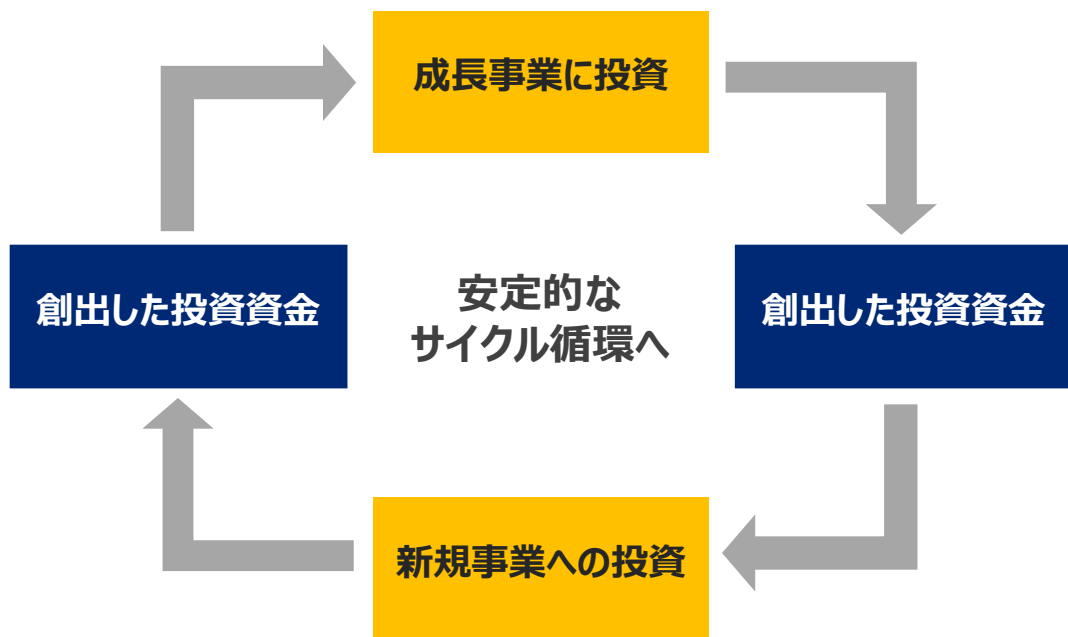 成長事業に投資
創出した投資資金
安定的な
サイクル循環へ
創出した投資資金
新規事業への投資